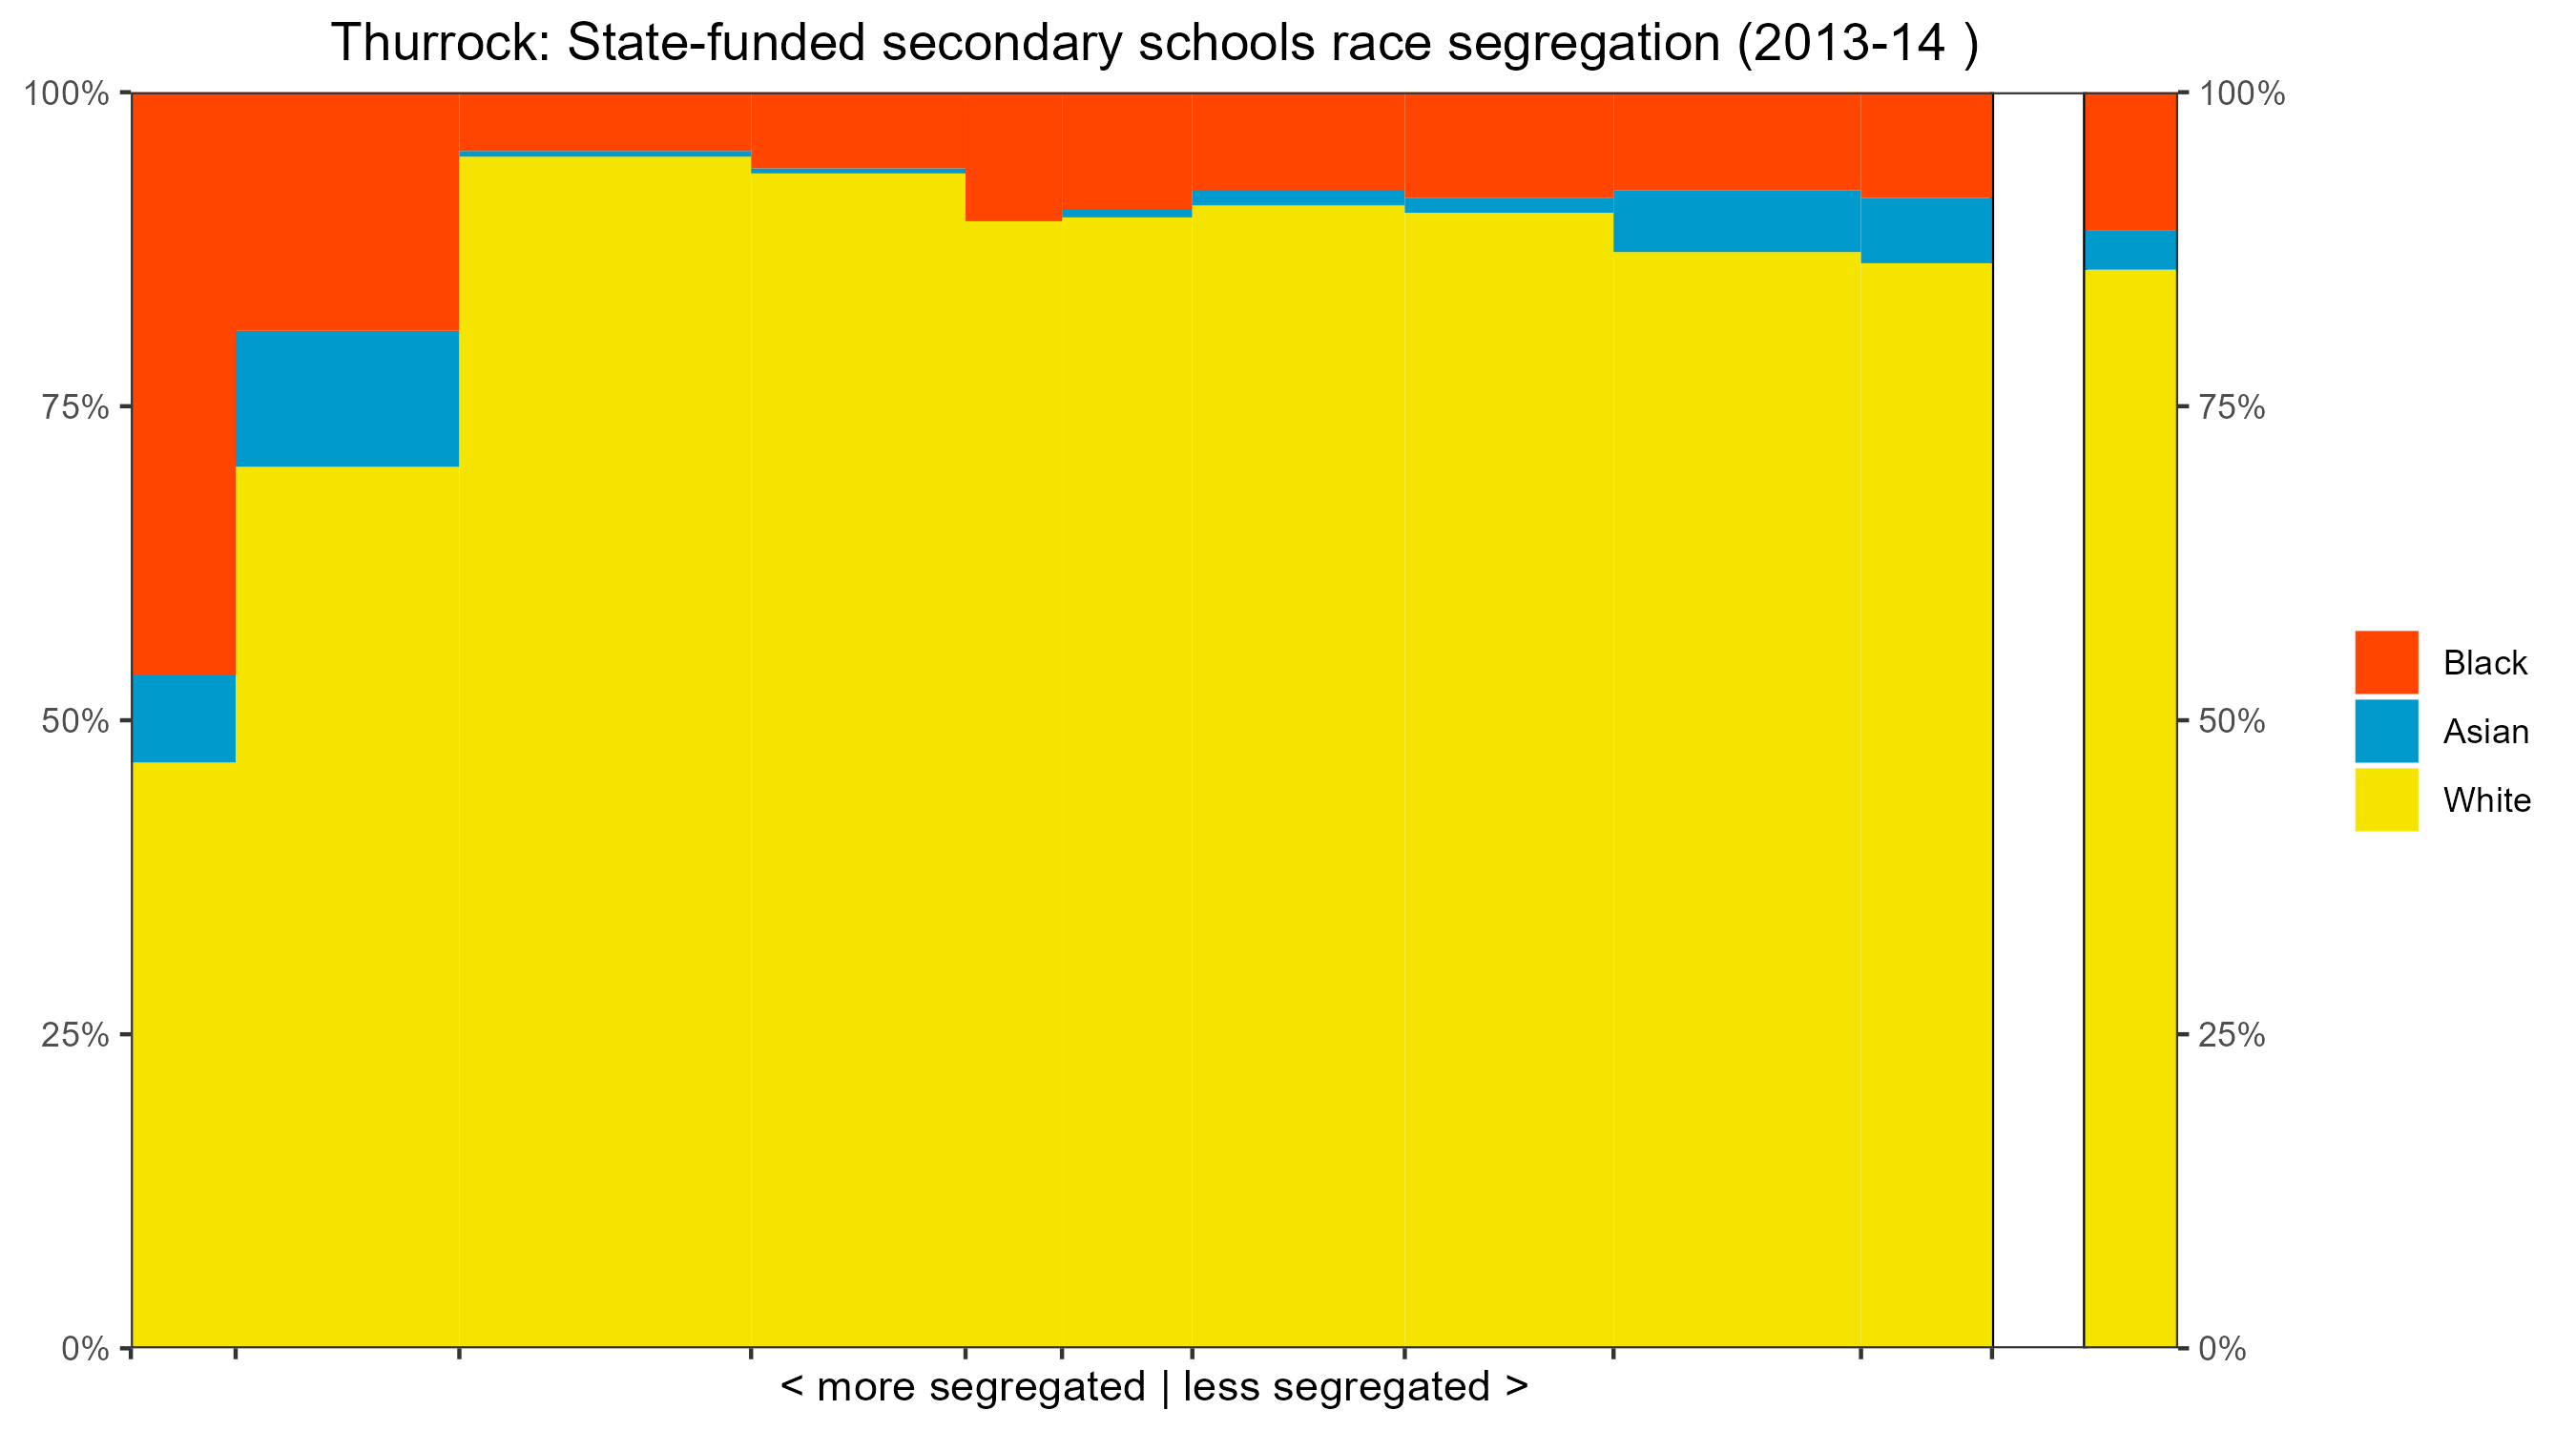 Thurrock: State-funded secondary schools race segregation (2013-14 )
100%
75%
50%
25%
0%
100%
75%
50%
25%
0%
Black
Asian
White
< more segregated | less segregated >